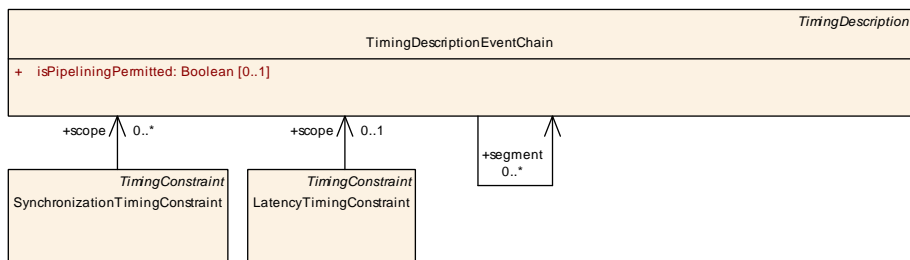 TimingDescription
TimingDescriptionEventChain
+ isPipeliningPermitted: Boolean [0..1]
+scope 0..*
+scope 0..1
+segment
0..*
TimingConstraint
SynchronizationTimingConstraint
TimingConstraint
LatencyTimingConstraint